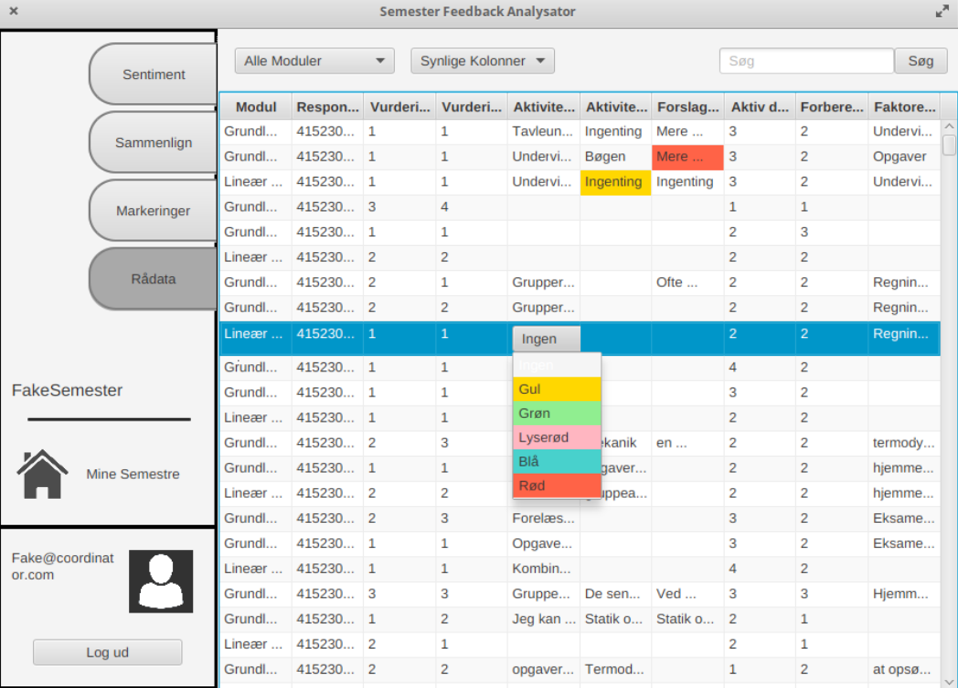 Semester Feedback Analysator
Sentiment
Sammenlign
Markeringer
Rådata
FakeSemester
Mine Semestre
Fake@coordinat
or.com
Log ud
Alle Moduler Synlige Kolonner Søg Søg
Modul Respon... Vurderi... Vurderi... Aktivite... Aktivite... Forslag... Aktiv d... Forbere... Faktore...
Grundl... 415230... 1 1 Tavleun... Ingenting Mere ... 3 2 Undervi...
Grundl... 415230... 1 1 Undervi... Bøgen Mere ... 3 2 Opgaver
Lineær ... 415230... 1 1 Undervi... Ingenting Ingenting 3 2 Undervi...
Grundl... 415230... 3 4 1 1
Grundl... 415230... 1 1 2 3
Lineær ... 415230... 2 2 2 2
Grundl... 415230... 2 1 Grupper... Ofte ... 2 2 Regnin...
Grundl... 415230... 2 2 Grupper... 2 2 Regnin...
Lineær ... 415230... 1 1 Ingen 2 2 Regnin...
Grundl... 415230... 1 1 Ingen 4 2
Grundl... 415230... 1 1 Gul 3 2
Lineær ... 415230... 1 1 Grøn 2 2
Grundl... 415230... 2 3 Lyserød ekanik en ... 2 2 termody...
Grundl... 415230... 1 1 Blå gaver... 2 2 hjemme...
Lineær ... 415230... 2 2 Rød uppea... 2 2 hjemme...
Grundl... 415230... 2 3 Forelæs... 3 2 Eksame...
Grundl... 415230... 1 1 Opgave... 3 2 Eksame...
Lineær ... 415230... 1 1 Kombin... 4 2
Grundl... 415230... 3 3 Gruppe... De sen... Ved ... 3 3 Hjemm...
Grundl... 415230... 1 2 Jeg kan ... Statik o... Statik o... 2 1
Lineær ... 415230... 2 1 2 1
Grundl... 415230... 2 2 opgaver... Termod... 1 2 at opsø...